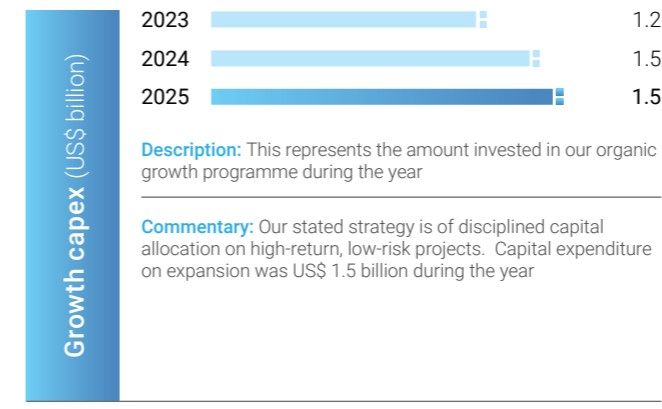 Growth capex (US$ billion)
2023 1.2
2024 1.5
2025 1.5
Description: This represents the amount invested in our organic
growth programme during the year
Commentary: Our stated strategy is of disciplined capital
allocation on high-return, low-risk projects.  Capital expenditure
on expansion was US$ 1.5 billion during the year